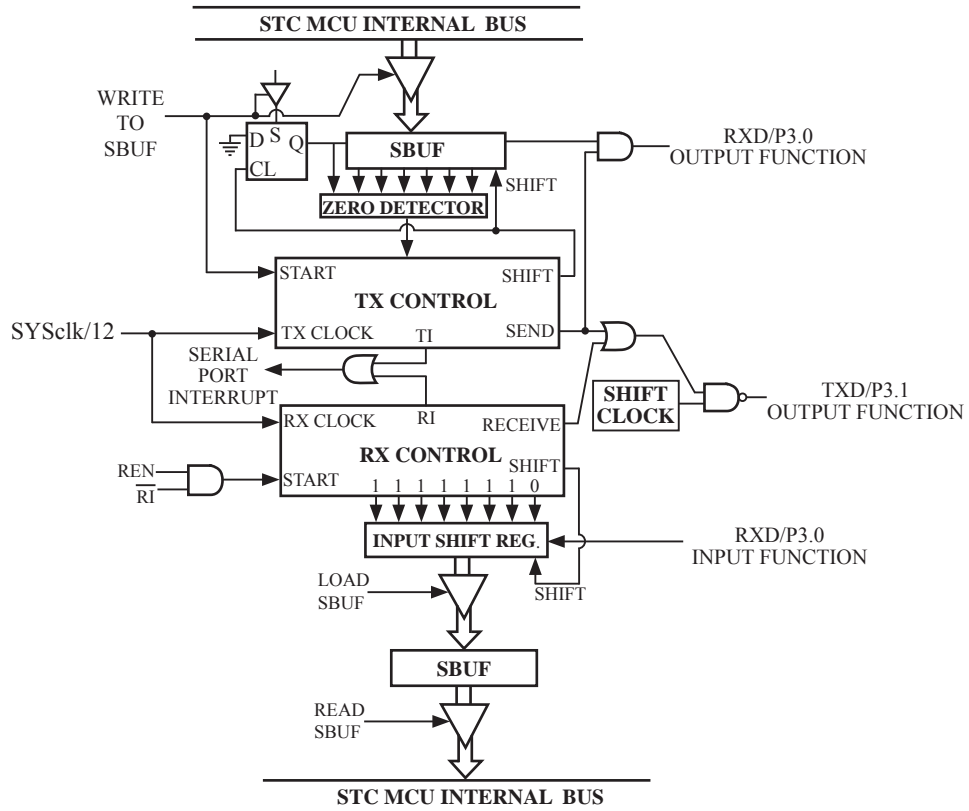 STC MCU INTERNAL BUS
WRITE
TO
SBUF
D S Q
CL
SBUF
RXD/P3.0
OUTPUT FUNCTION
SHIFT
ZERO DETECTOR
START
SHIFT
TX CONTROL
SYSclk/12
TX CLOCK
TI
SEND
SERIAL
PORT
INTERRUPT
SHIFT
CLOCK
TXD/P3.1
OUTPUT FUNCTION
RX CLOCK
RI
RECEIVE
RX CONTROL
SHIFT
REN
RI
START
1 1 1 1 1 1 1 0
INPUT SHIFT REG.
RXD/P3.0
INPUT FUNCTION
LOAD
SBUF
SHIFT
SBUF
READ
SBUF
STC MCU INTERNAL BUS